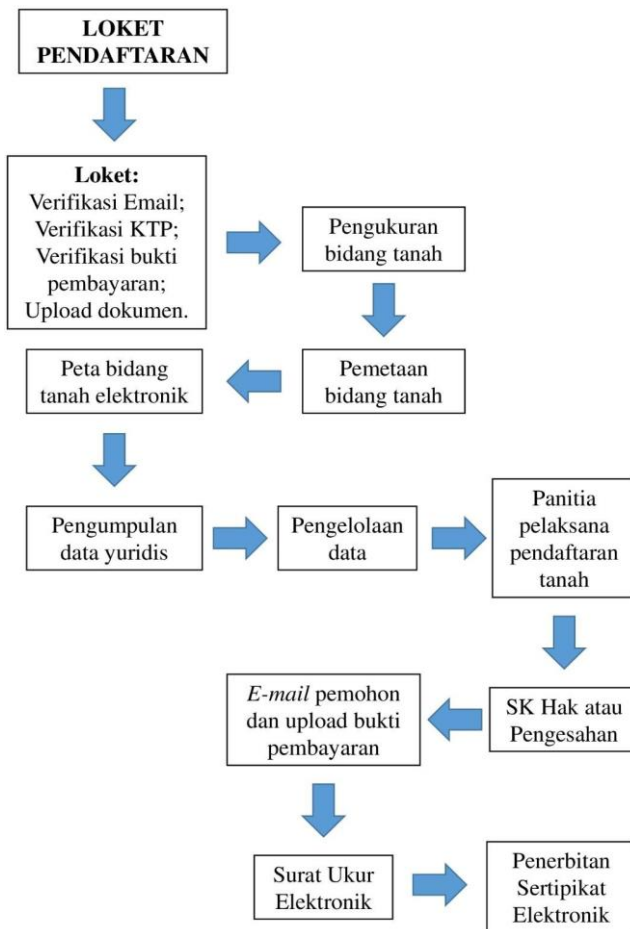 LOKET
PENDAFTARAN
Loket:
Verifikasi Email;
Verifikasi KTP;
Verifikasi bukti
pembayaran;
Upload dokumen.
Pengukuran
bidang tanah
Pemetaan
bidang tanah
Peta bidang
tanah elektronik
Pengumpulan
data yuridis
Pengelolaan
data
Panitia
pelaksana
pendaftaran
tanah
SK Hak atau
Pengesahan
E-mail pemohon
dan upload bukti
pembayaran
Surat Ukur
Elektronik
Penerbitan
Sertipikat
Elektronik